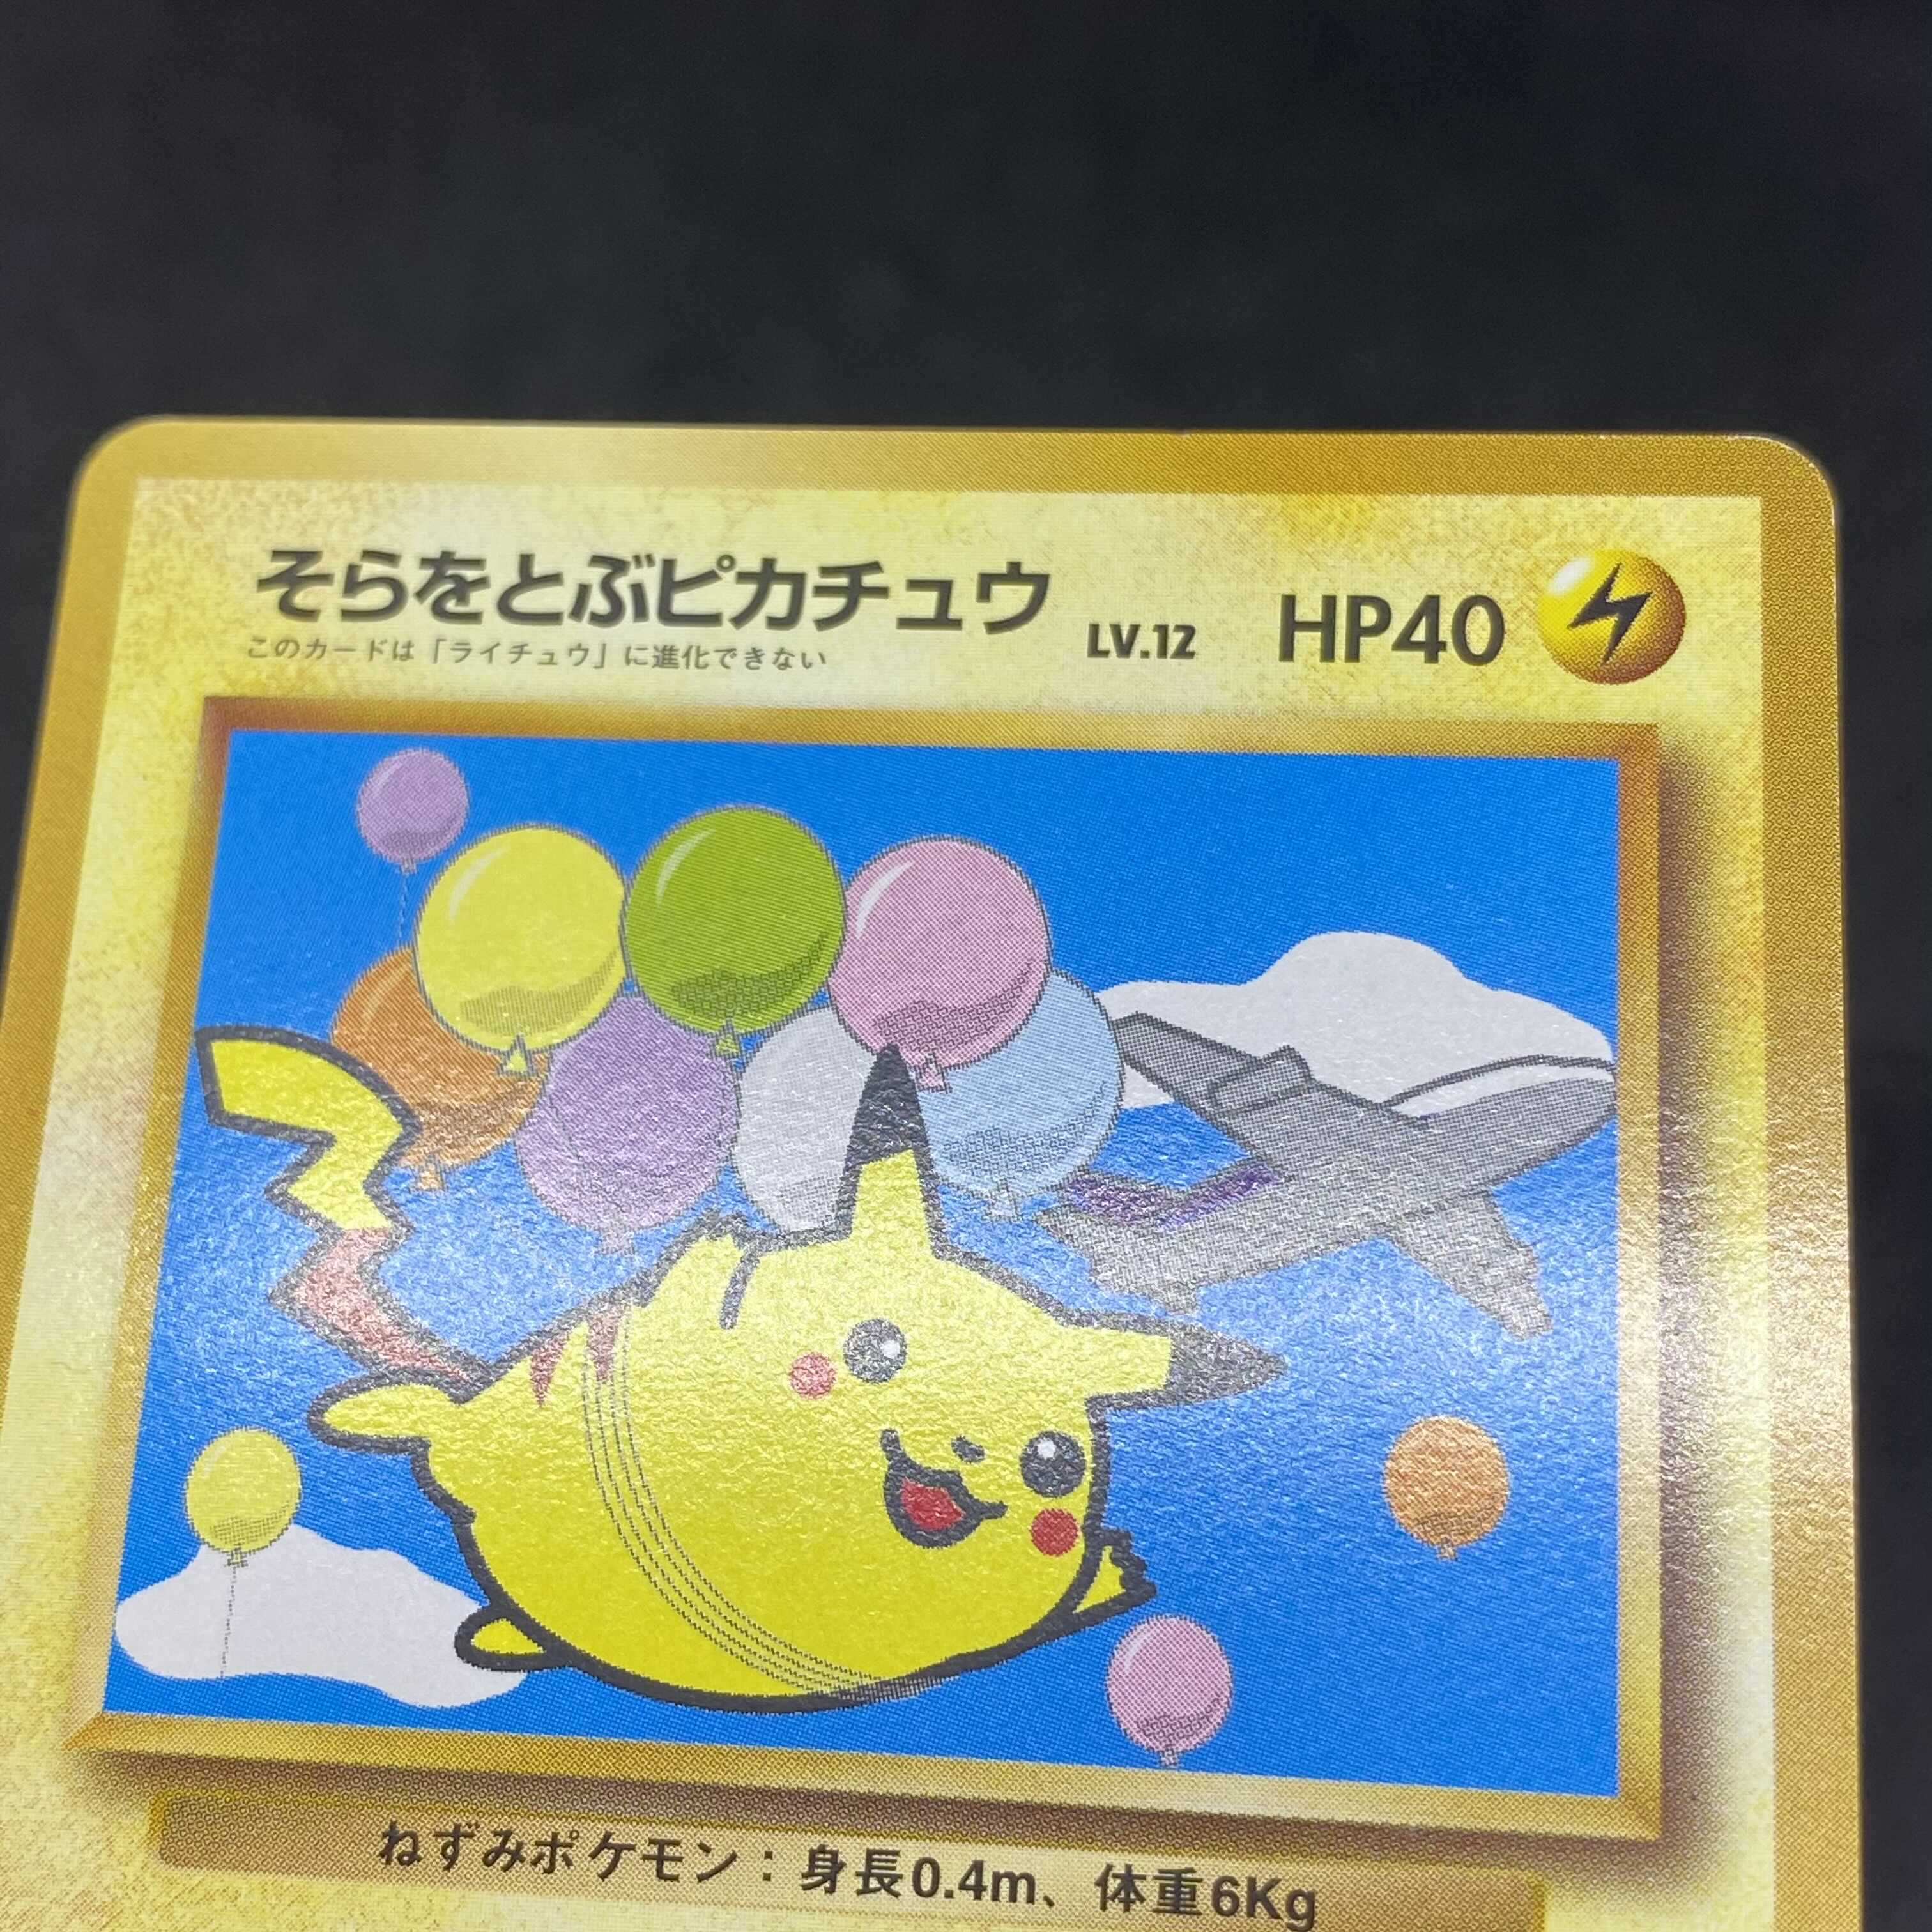 そらをとぶピカチュウ LV.12 HP40
このカードは「ライチュウ」に進化できない
ねずみポケモン：身長0.4m、体重6Kg